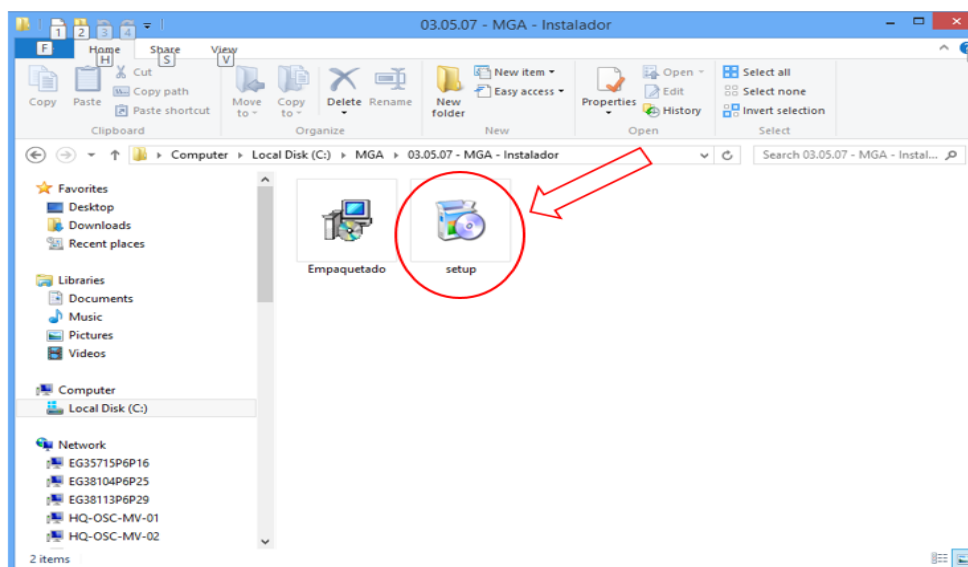 1 2 3 4
03.05.07 - MGA - Instalador
F Home Share View
H S V
Copy
Paste
Cut
Copy path
Paste shortcut
Clipboard
Move to
Copy to
Delete
Rename
Organize
New folder
New item
Easy access
New
Properties
Open
Edit
History
Open
Select all
Select none
Invert selection
Select
Computer Local Disk (C:) MGA 03.05.07 - MGA - Instalador
Search 03.05.07 - MGA - Instal...
Favorites
Desktop
Downloads
Recent places
Libraries
Documents
Music
Pictures
Videos
Computer
Local Disk (C:)
Network
EG35715P6P16
EG38104P6P25
EG38113P6P29
HQ-OSC-MV-01
HQ-OSC-MV-02
Empaquetado
setup
2 items